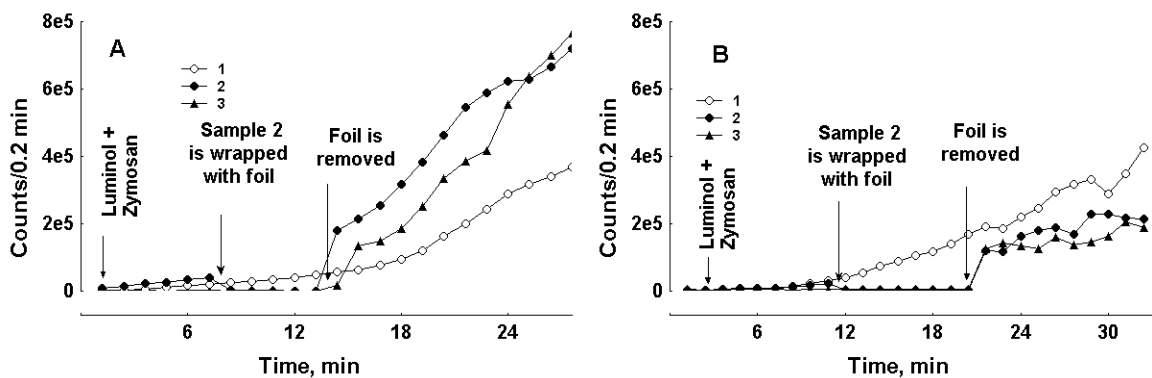 8e5
A
1
2
3
6e5
4e5
2e5
0
Counts/0.2 min
Luminol +
Zymosan
Sample 2
is wrapped
with foil
Foil is
removed
6
12
18
24
Time, min
8e5
B
1
2
3
6e5
4e5
2e5
0
Counts/0.2 min
Luminol +
Zymosan
Sample 2
is wrapped
with foil
Foil is
removed
6
12
18
24
30
Time, min